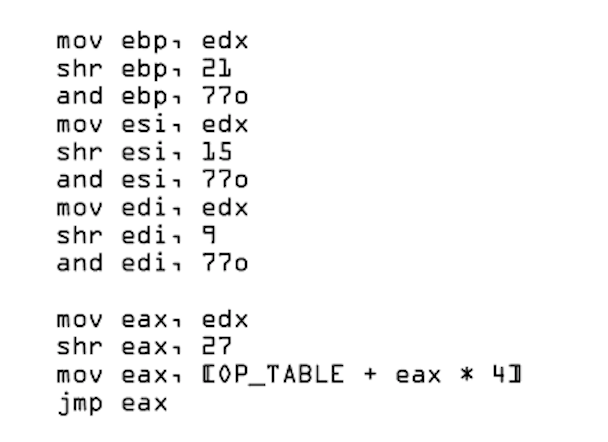 mov ebp, edx
shr ebp, 21
and ebp, 77o
mov esi, edx
shr esi, 15
and esi, 77o
mov edi, edx
shr edi, 9
and edi, 77o
mov eax, edx
shr eax, 27
mov eax, [OP_TABLE + eax * 4]
jmp eax